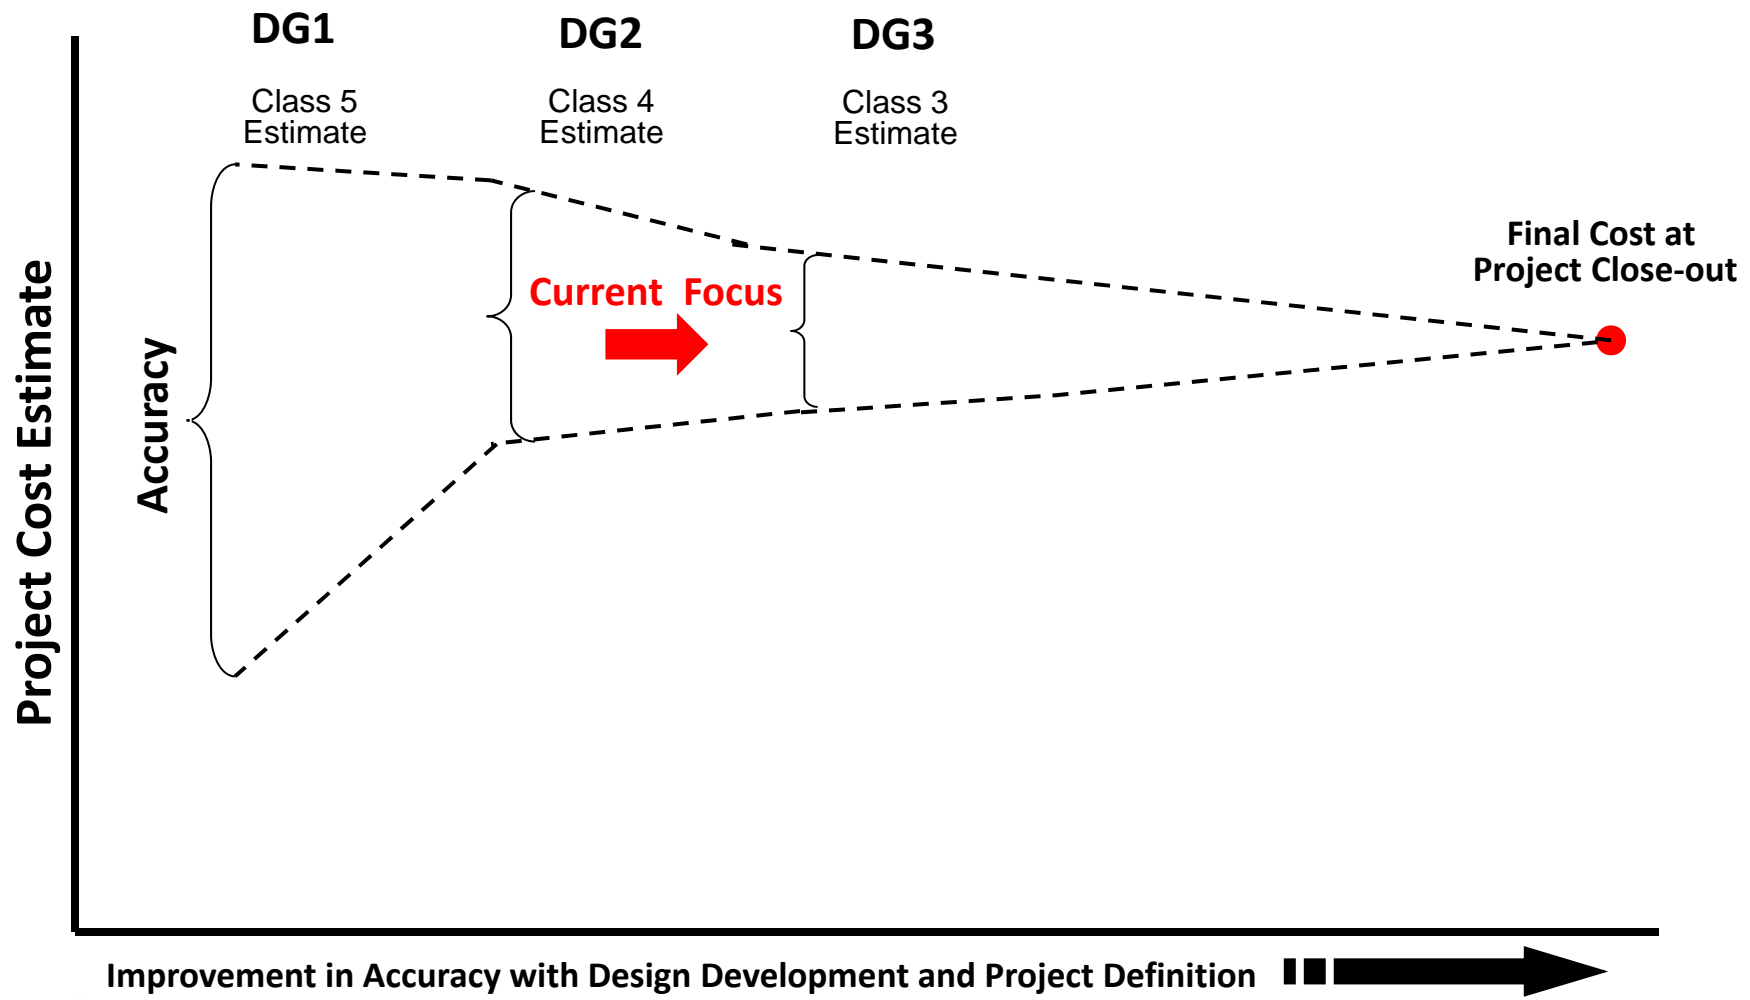 DG1
DG2
DG3
Class 5
Estimate
Class 4
Estimate
Class 3
Estimate
Final Cost at
Project Close-out
Current  Focus
Accuracy
Project Cost Estimate
Improvement in Accuracy with Design Development and Project Definition